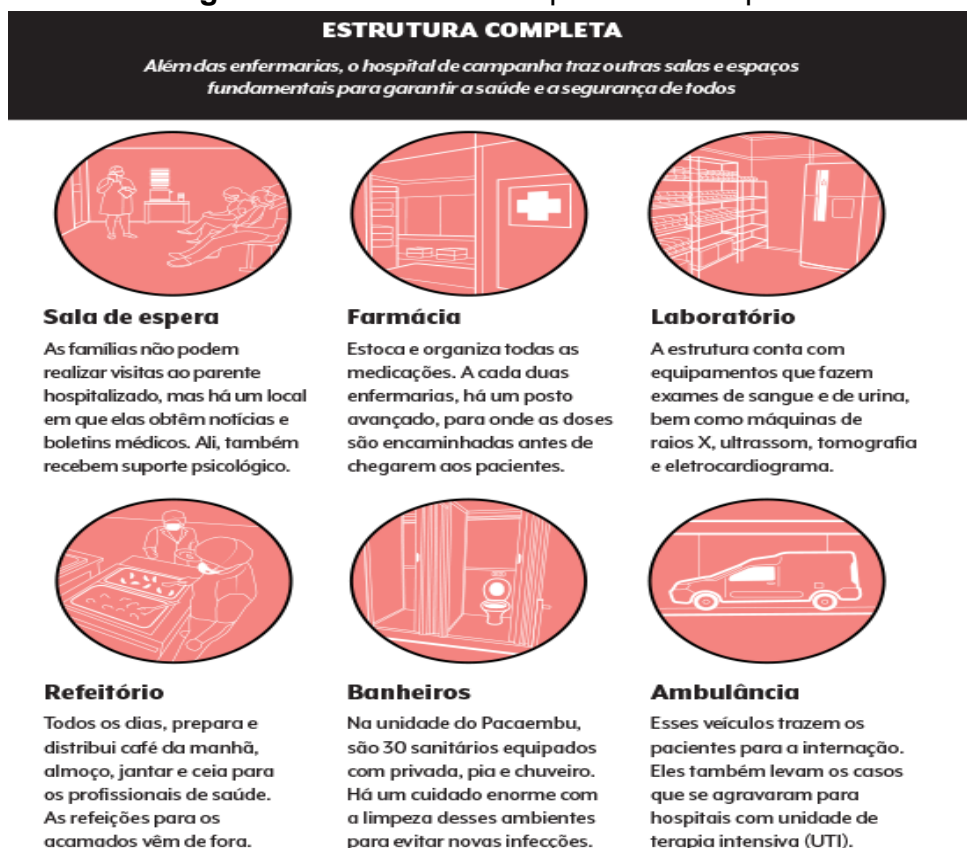 ESTRUTURA COMPLETA
Além das enfermarias, o hospital de campanha traz outras salas e espaços
fundamentais para garantir a saúde e a segurança de todos
Sala de espera
As famílias não podem
realizar visitas ao parente
hospitalizado, mas há um local
em que elas obtêm notícias e
boletins médicos. Ali, também
recebem suporte psicológico.
Farmácia
Estoca e organiza todas as
medicações. A cada duas
enfermarias, há um posto
avançado, para onde as doses
são encaminhadas antes de
chegarem aos pacientes.
Laboratório
A estrutura conta com
equipamentos que fazem
exames de sangue e de urina,
bem como máquinas de
raios X, ultrassom, tomografia
e eletrocardiograma.
Refeitório
Todos os dias, prepara e
distribui café da manhã,
almoço, jantar e ceia para
os profissionais de saúde.
As refeições para os
acamados vêm de fora.
Banheiros
Na unidade do Pacaembu,
são 30 sanitários equipados
com privada, pia e chuveiro.
Há um cuidado enorme com
a limpeza desses ambientes
para evitar novas infecções.
Ambulância
Esses veículos trazem os
pacientes para a internação.
Eles também levam os casos
que se agravaram para
hospitais com unidade de
terapia intensiva (UTI).